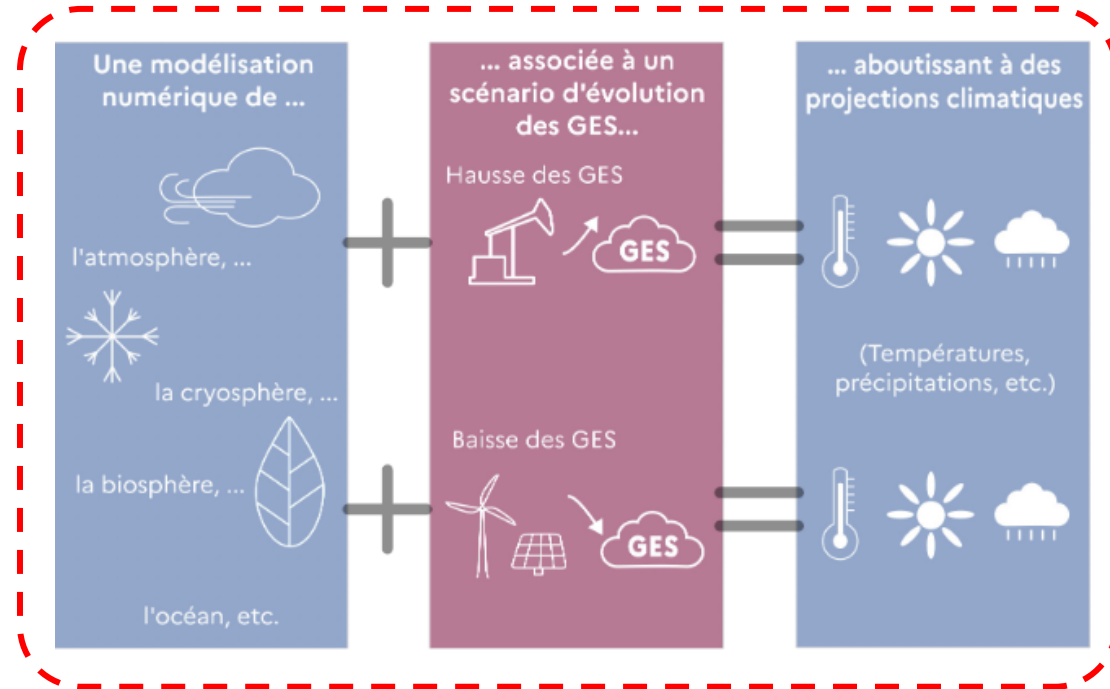 Une modélisation
numérique de ...
l'atmosphère, ...
la cryosphère, ...
la biosphère, ...
l'océan, etc.
... associée à un
scénario d'évolution
des GES...
Hausse des GES
GES
Baisse des GES
GES
... aboutissant à des
projections climatiques
(Températures,
précipitations, etc.)